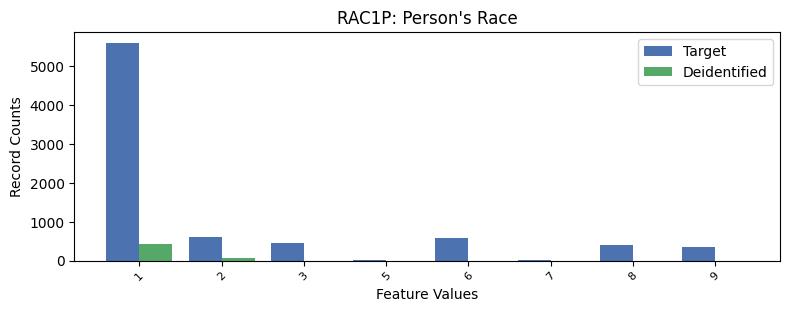 RAC1P: Person's Race
Target
Deidentified
Record Counts
5000
4000
3000
2000
1000
0
1 2 3 5 6 7 8 9
Feature Values